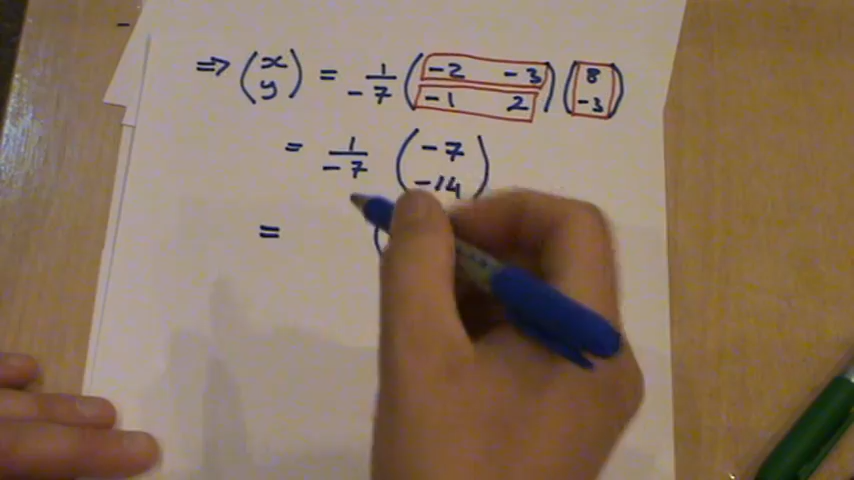 ⇒ (x y) = 1/-7 (-2 -3 -1 2) (8 -3)
= 1/-7 (-7 -14)
= (